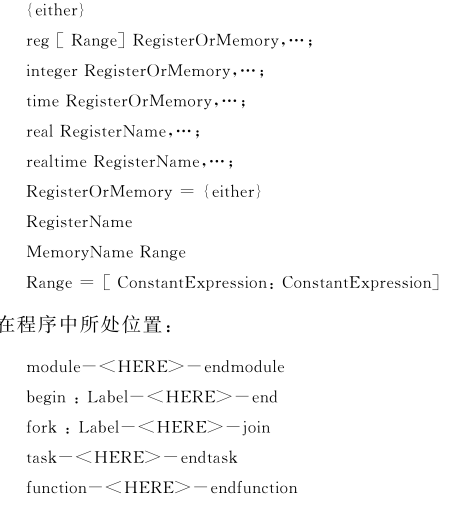 {either}
reg [ Range] RegisterOrMemory,…;
integer RegisterOrMemory,…;
time RegisterOrMemory,…;
real RegisterName,…;
realtime RegisterName,…;
RegisterOrMemory = {either}
RegisterName
MemoryName Range
Range = [ ConstantExpression: ConstantExpression]
在程序中所处位置:
module-<HERE>-endmodule
begin : Label-<HERE>-end
fork : Label-<HERE>-join
task-<HERE>-endtask
function-<HERE>-endfunction